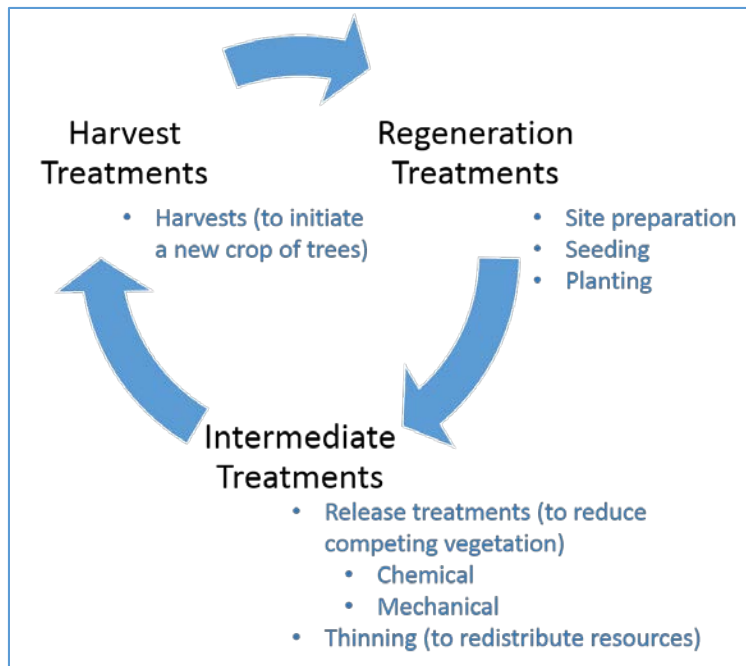 Harvest
Treatments
• Harvests (to initiate
a new crop of trees)
Regeneration
Treatments
• Site preparation
• Seeding
• Planting
Intermediate
Treatments
• Release treatments (to reduce
competing vegetation)
• Chemical
• Mechanical
• Thinning (to redistribute resources)